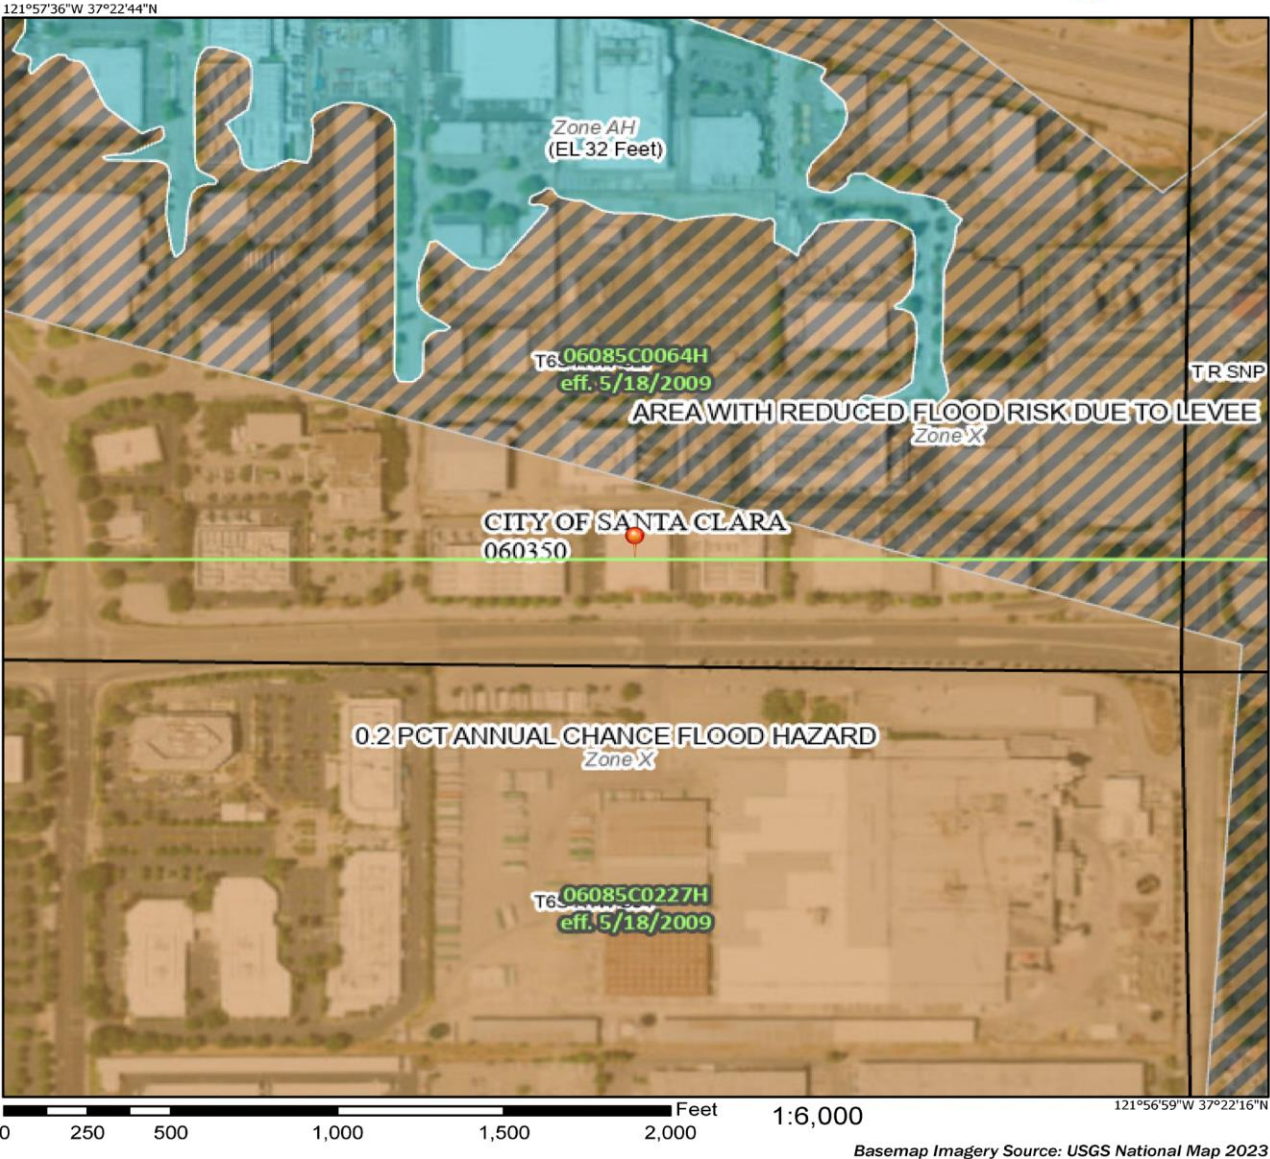 121°57'36"W 37°22'44"N
Zone AH
(EL 32 Feet)
06085C0064H
eff. 5/18/2009
T R SNP
AREA WITH REDUCED FLOOD RISK DUE TO LEVEE
Zone X
CITY OF SANTA CLARA
060350
0.2 PCT ANNUAL CHANCE FLOOD HAZARD
Zone X
06085C0227H
eff. 5/18/2009
121°56'59"W 37°22'16"N
Feet
1:6,000
0 250 500 1,000 1,500 2,000
Basemap Imagery Source: USGS National Map 2023